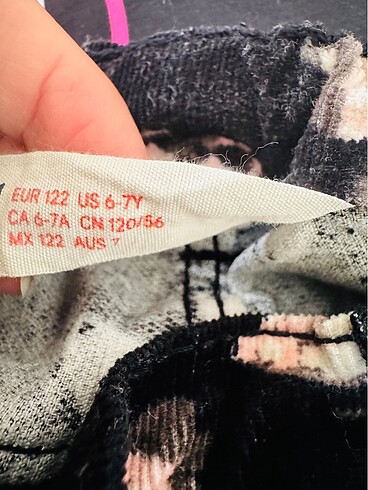 EUR 122 US 6-7Y
CA 6-7A CN 120/56
MX 122 AUS 7